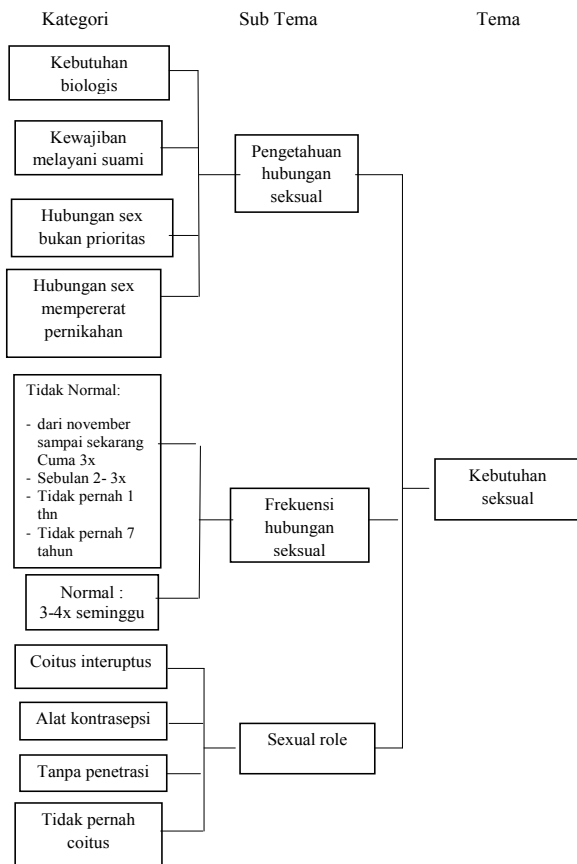 Kategori Sub Tema Tema
Kebutuhan
biologis
Kewajiban
melayani suami
Hubungan sex
bukan prioritas
Hubungan sex
mempererat
pernikahan
Pengetahuan
hubungan
seksual
Tidak Normal:
- dari november
sampai sekarang
Cuma 3x
- Sebulan 2- 3x
- Tidak pernah 1
thn
- Tidak pernah 7
tahun
Normal :
3-4x seminggu
Frekuensi
hubungan
seksual
Kebutuhan
seksual
Coitus interuptus
Alat kontrasepsi
Tanpa penetrasi
Tidak pernah
coitus
Sexual role